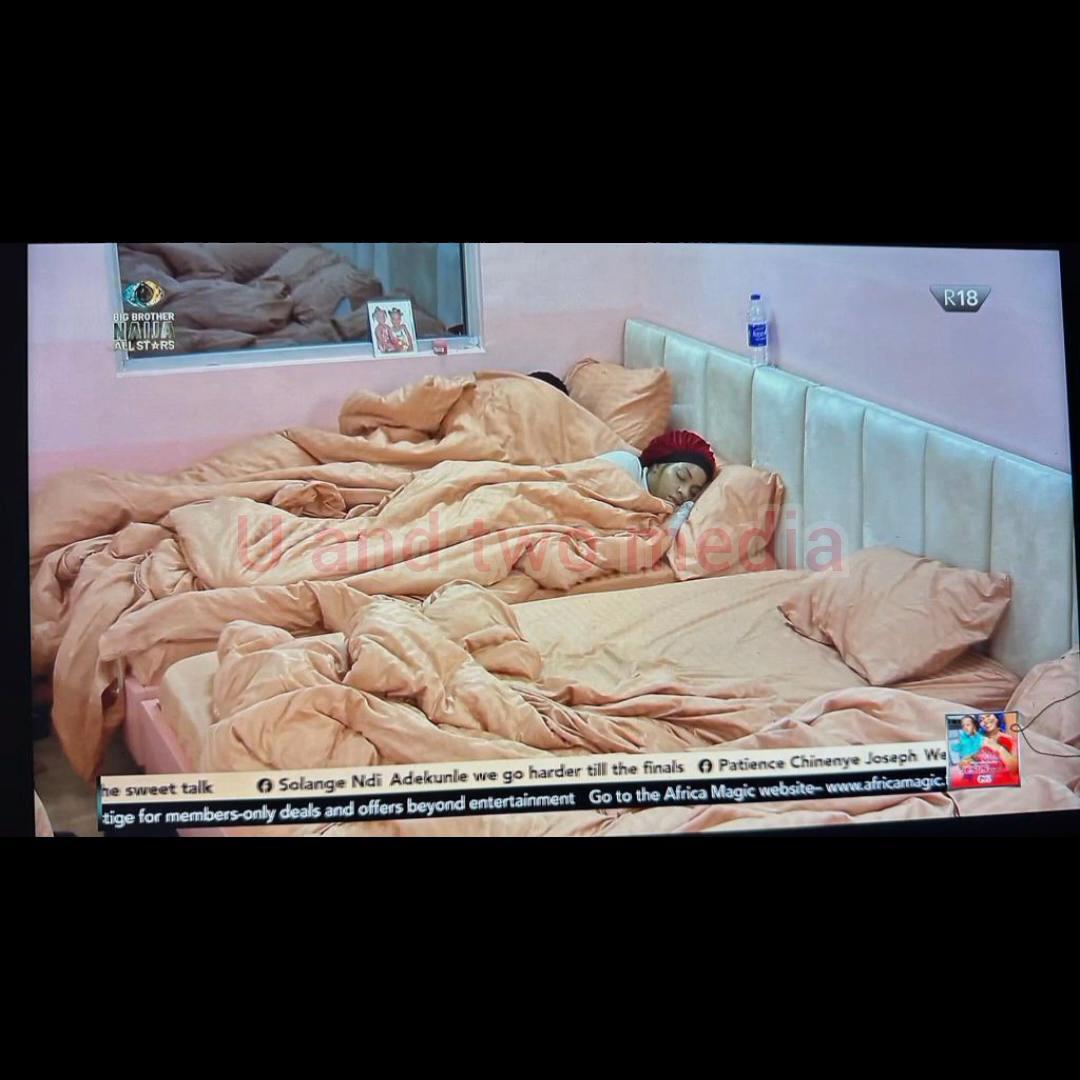 BIG BROTHER
NAIJA
ALL STARS
R18
U and two media
he sweet talk Solange Ndi Adekunle we go harder till the finals Patience Chinenye Joseph We
tige for members-only deals and offers beyond entertainment Go to the Africa Magic website– www.africamagic.